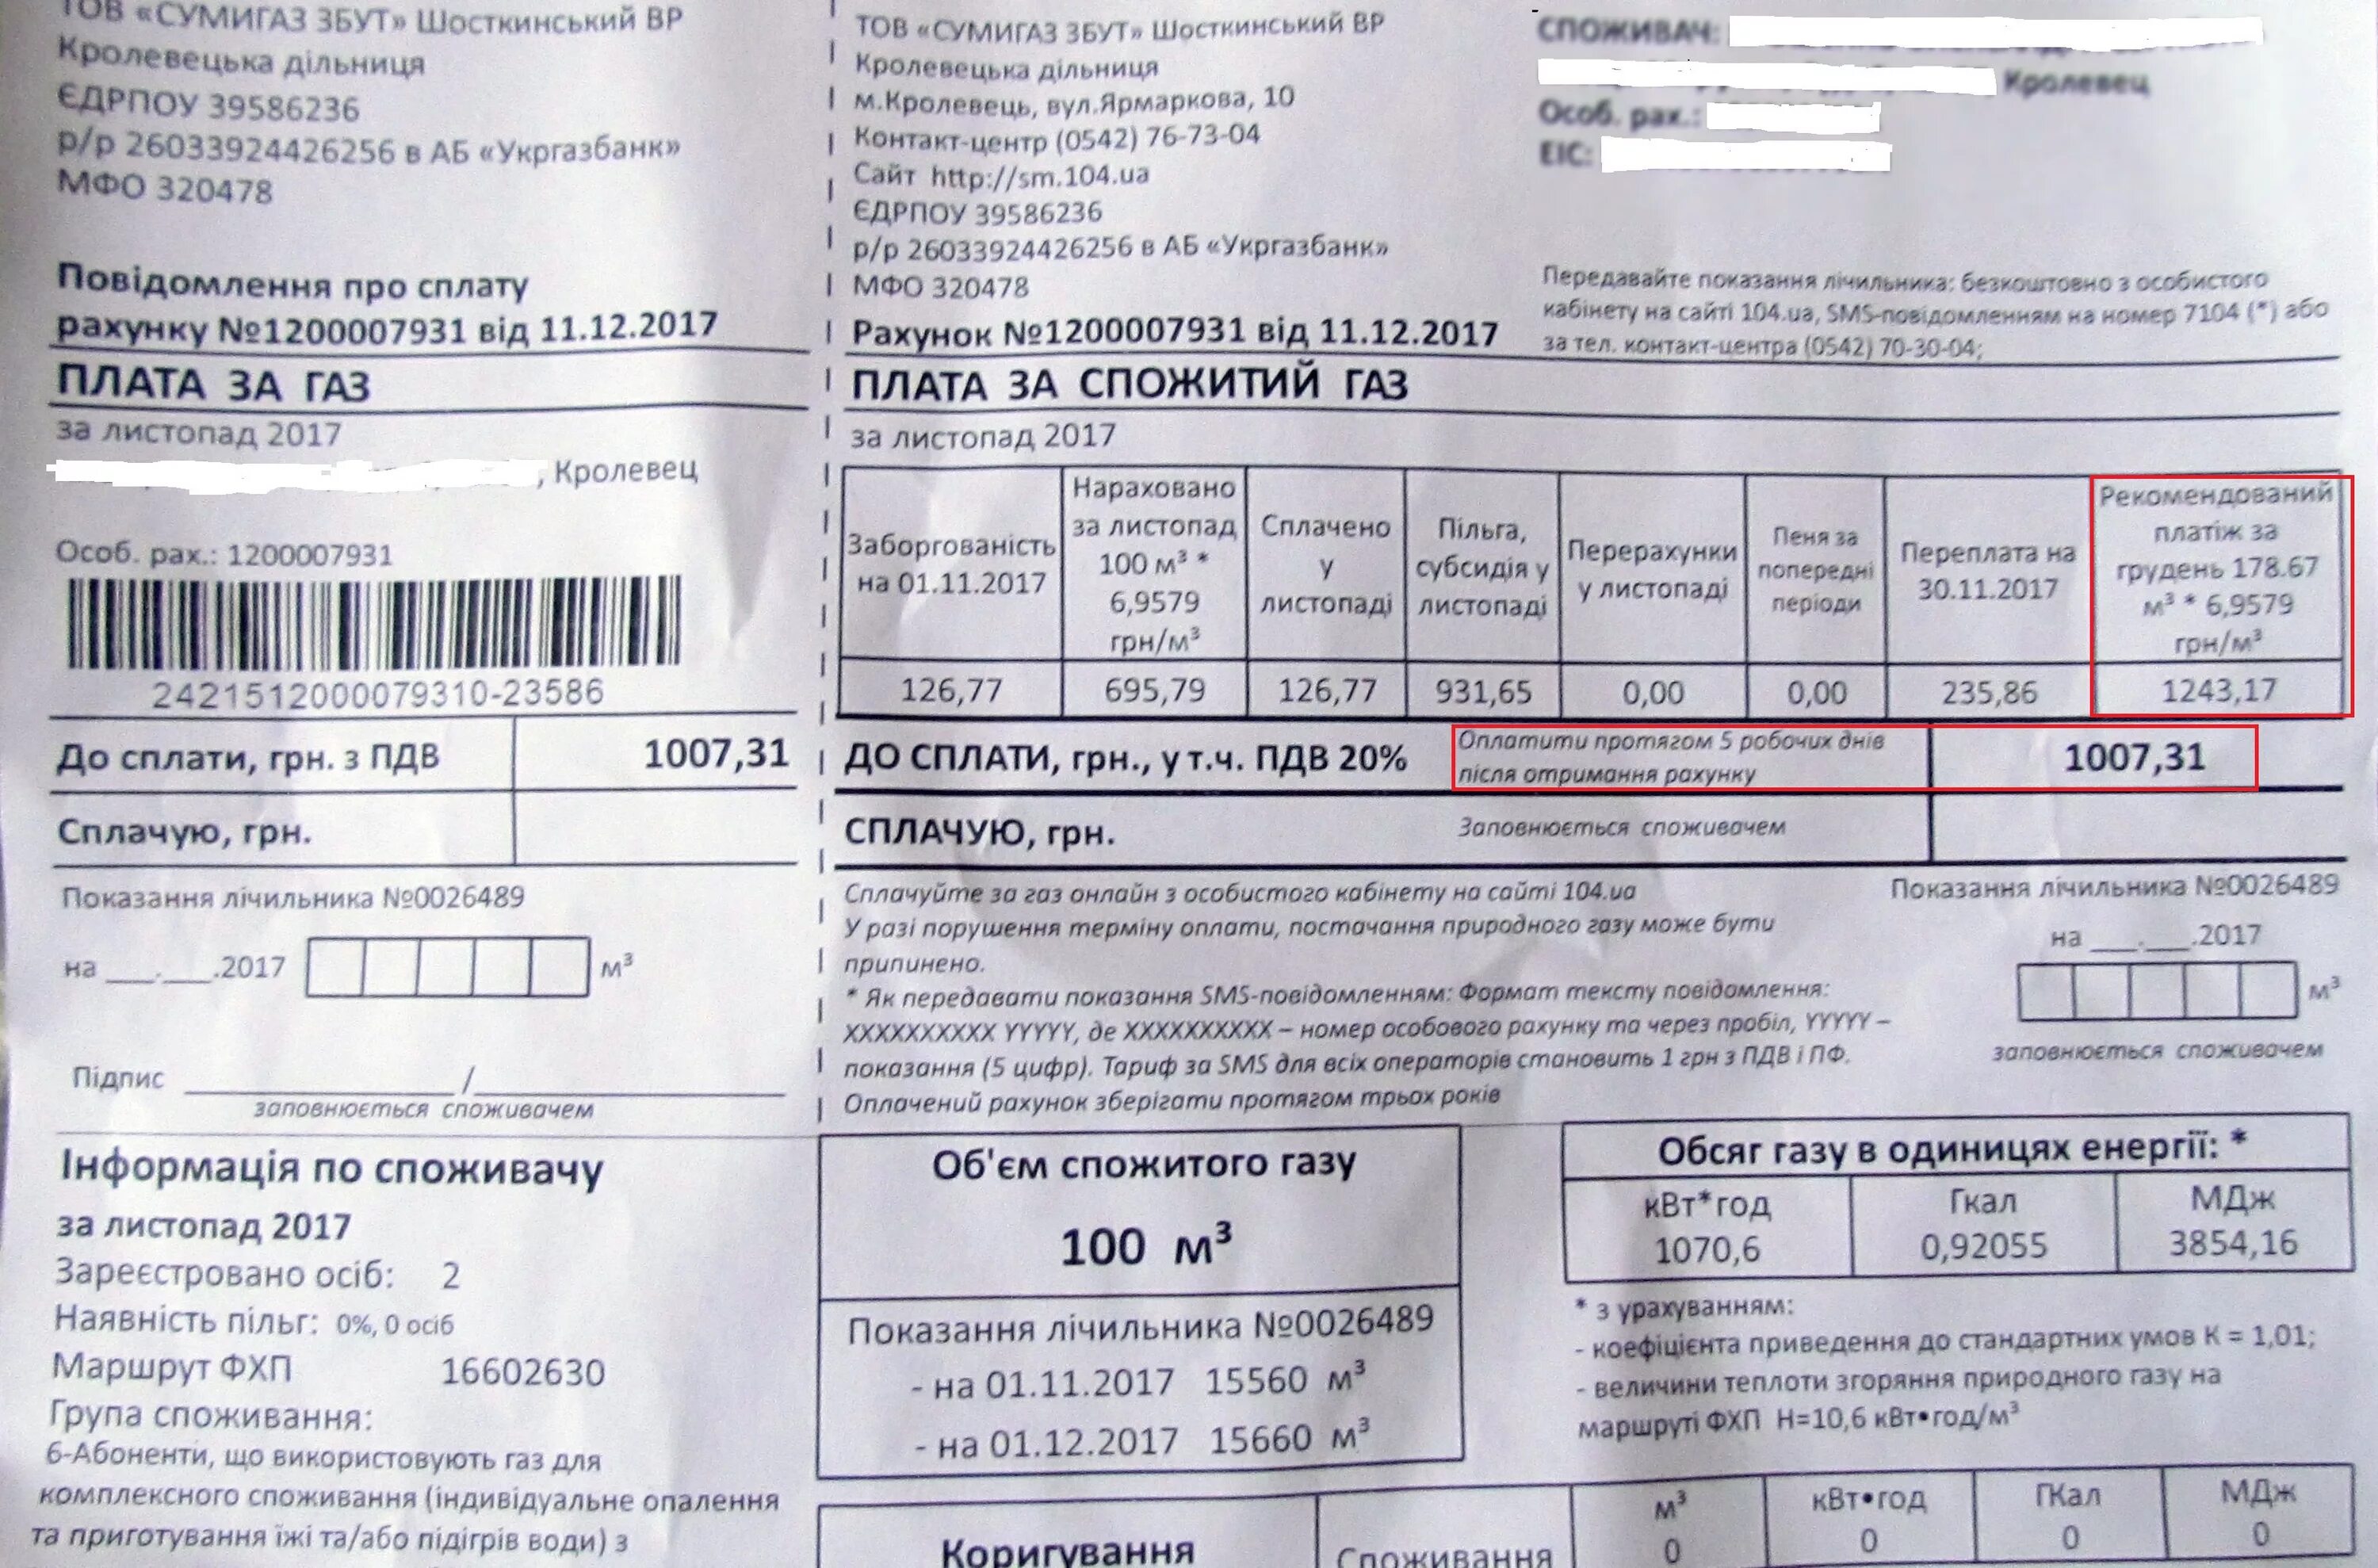 ТОВ «СУМИГАЗ ЗБУТ» Шосткинський ВР
Кролевецька дільниця
ЄДРПОУ 39586236
р/р 26033924426256 в АБ «Укргазбанк»
МФО 320478
Повідомлення про сплату
рахунку №1200007931 від 11.12.2017
ПЛАТА ЗА ГАЗ
за листопад 2017
, Кролевец
Особ. рах.: 1200007931
2421512000079310-23586
До сплати, грн. з ПДВ 1007,31
Сплачую, грн.
Показання лічильника №0026489
на ___.___.2017 м³
Підпис ____________/____________
заповнюється споживачем
ТОВ «СУМИГАЗ ЗБУТ» Шосткинський ВР
Кролевецька дільниця
м.Кролевець, вул.Ярмаркова, 10
Контакт-центр (0542) 76-73-04
Сайт http://sm.104.ua
ЄДРПОУ 39586236
р/р 26033924426256 в АБ «Укргазбанк»
МФО 320478
Рахунок №1200007931 від 11.12.2017
СПОЖИВАЧ:
Кролевец
Особ. рах.:
EIC:
Передавайте показання лічильника: безкоштовно з особистого
кабінету на сайті 104.ua, SMS-повідомленням на номер 7104 (*) або
за тел. контакт-центра (0542) 70-30-04;
ПЛАТА ЗА СПОЖИТИЙ ГАЗ
за листопад 2017
Заборгованість
на 01.11.2017
Нараховано
за листопад
100 м³ *
6,9579
грн/м³
Сплачено
у
листопаді
Пільга,
субсидія у
листопаді
Перерахунки
у листопаді
Пеня за
попередні
періоди
Переплата на
30.11.2017
Рекомендований
платіж за
грудень 178.67
м³ * 6,9579
грн/м³
126,77 695,79 126,77 931,65 0,00 0,00 235,86 1243,17
ДО СПЛАТИ, грн., у т.ч. ПДВ 20%
Оплатити протягом 5 робочих днів
після отримання рахунку
1007,31
СПЛАЧУЮ, грн. Заповнюється споживачем
Сплачуйте за газ онлайн з особистого кабінету на сайті 104.ua
У разі порушення терміну оплати, постачання природного газу може бути
припинено.
* Як передавати показання SMS-повідомленням: Формат тексту повідомлення:
XXXXXXXXXX YYYYY, де XXXXXXXXXX – номер особового рахунку та через пробіл, YYYYY –
показання (5 цифр). Тариф за SMS для всіх операторів становить 1 грн з ПДВ і ПФ.
Оплачений рахунок зберігати протягом трьох років
Показання лічильника №0026489
на ___.___.2017
м³
заповнюється споживачем
Інформація по споживачу
за листопад 2017
Зареєстровано осіб: 2
Наявність пільг: 0%, 0 осіб
Маршрут ФХП 16602630
Група споживання:
6-Абоненти, що використовують газ для
комплексного споживання (індивідуальне опалення
та приготування їжі та/або підігрів води) з
Об'єм спожитого газу
100 м³
Показання лічильника №0026489
- на 01.11.2017 15560 м³
- на 01.12.2017 15660 м³
Обсяг газу в одиницях енергії: *
кВт*год Гкал МДж
1070,6 0,92055 3854,16
* з урахуванням:
- коефіцієнта приведення до стандартних умов К = 1,01;
- величини теплоти згоряння природного газу на
маршруті ФХП Н=10,6 кВт•год/м³
Коригування
Споживання
м³ кВт•год ГКал МДж
0 0 0 0